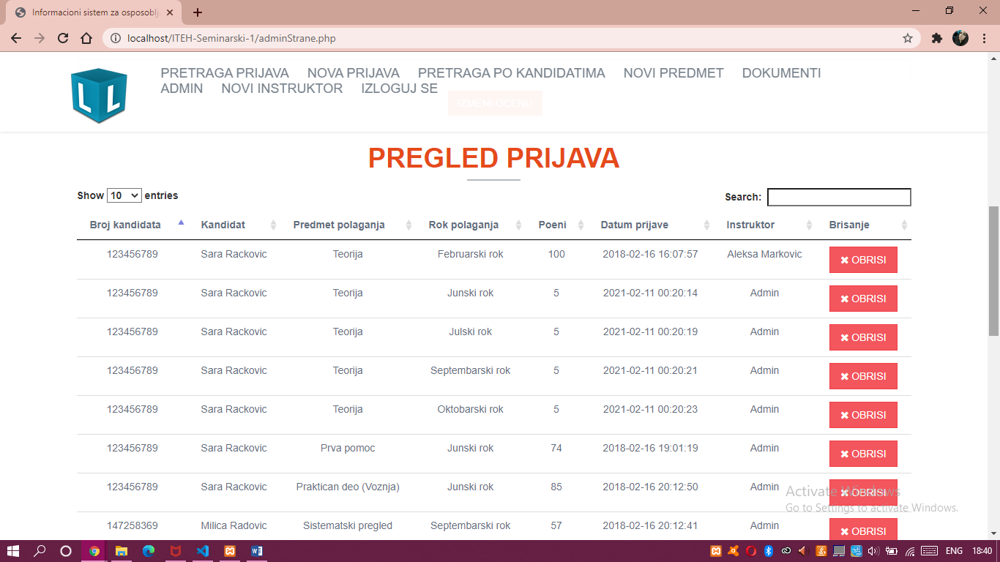 Informacioni sistem za osposoblj
localhost/ITEH-Seminarski-1/adminStrane.php
LL
PRETRAGA PRIJAVA NOVA PRIJAVA PRETRAGA PO KANDIDATIMA NOVI PREDMET DOKUMENTI
ADMIN NOVI INSTRUKTOR IZLOGUJ SE
IZMENI OCENU
PREGLED PRIJAVA
Show 10 entries Search:
Broj kandidata Kandidat Predmet polaganja Rok polaganja Poeni Datum prijave Instruktor Brisanje
123456789 Sara Rackovic Teorija Februarski rok 100 2018-02-16 16:07:57 Aleksa Markovic ✖ OBRISI
123456789 Sara Rackovic Teorija Junski rok 5 2021-02-11 00:20:14 Admin ✖ OBRISI
123456789 Sara Rackovic Teorija Julski rok 5 2021-02-11 00:20:19 Admin ✖ OBRISI
123456789 Sara Rackovic Teorija Septembarski rok 5 2021-02-11 00:20:21 Admin ✖ OBRISI
123456789 Sara Rackovic Teorija Oktobarski rok 5 2021-02-11 00:20:23 Admin ✖ OBRISI
123456789 Sara Rackovic Prva pomoc Junski rok 74 2018-02-16 19:01:19 Admin ✖ OBRISI
123456789 Sara Rackovic Praktican deo (Voznja) Junski rok 85 2018-02-16 20:12:50 Admin ✖ OBRISI
Activate Windows
Go to Settings to activate Windows.
147258369 Milica Radovic Sistematski pregled Septembarski rok 57 2018-02-16 20:12:41 Admin ✖ OBRISI
ENG 18:40